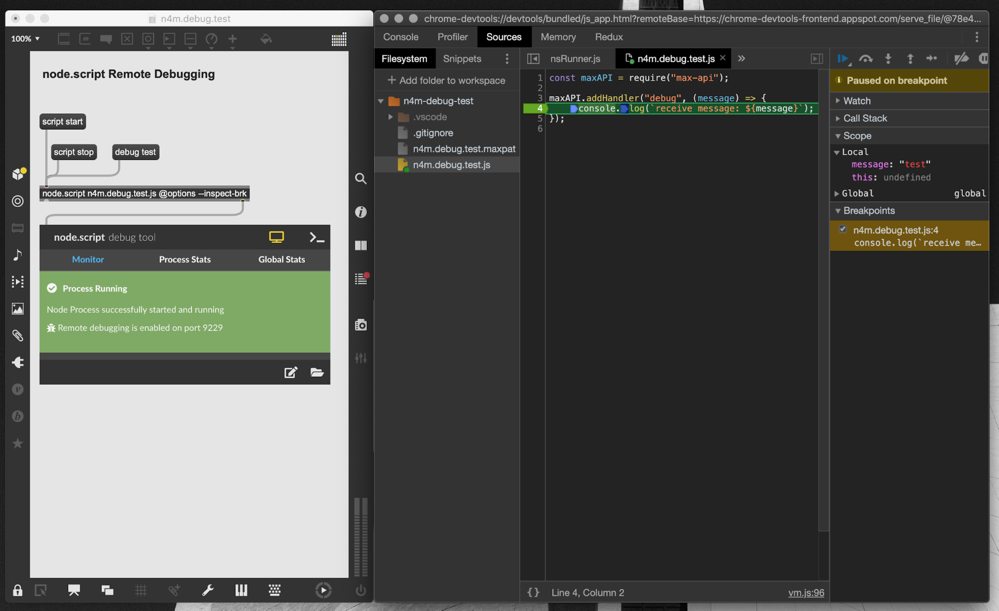 n4m.debug.test
100%
node.script Remote Debugging
script start
script stop
debug test
node.script n4m.debug.test.js @options --inspect-brk
node.script debug tool
Monitor
Process Stats
Global Stats
Process Running
Node Process successfully started and running
Remote debugging is enabled on port 9229
chrome-devtools://devtools/bundled/js_app.html?remoteBase=https://chrome-devtools-frontend.appspot.com/serve_file/@78e4...
Console
Profiler
Sources
Memory
Redux
Filesystem
Snippets
nsRunner.js
n4m.debug.test.js
+ Add folder to workspace
n4m-debug-test
.vscode
.gitignore
n4m.debug.test.maxpat
n4m.debug.test.js
1 const maxAPI = require("max-api");
2
3 maxAPI.addHandler("debug", (message) => {
4 console.log(`receive message: ${message}`);
5 });
6
{} Line 4, Column 2
vm.js:96
Paused on breakpoint
Watch
Call Stack
Scope
Local
message: "test"
this: undefined
Global global
Breakpoints
n4m.debug.test.js:4
console.log(`receive me…